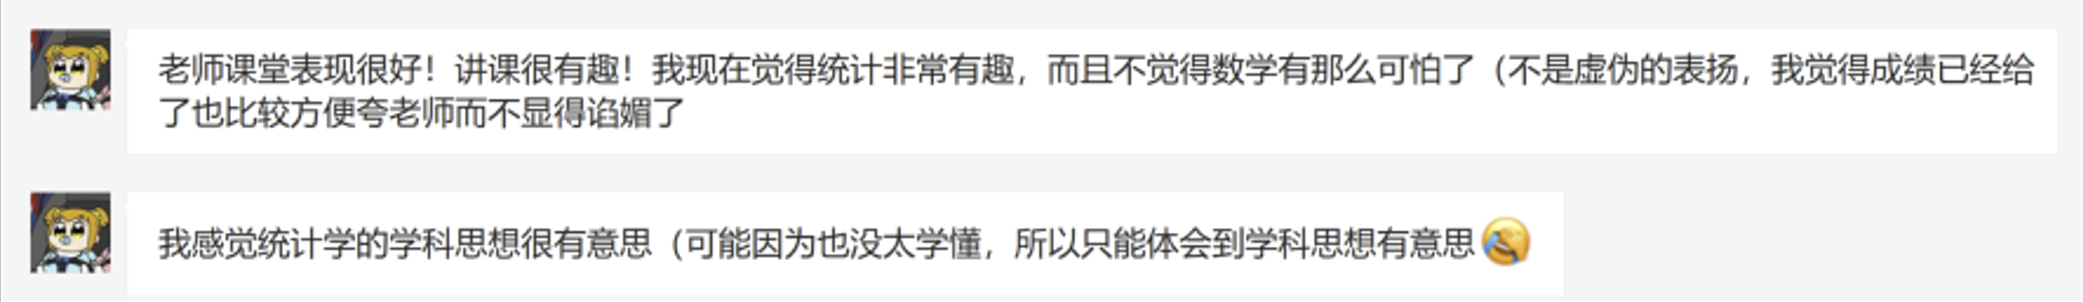 老师课堂表现很好！讲课很有趣！我现在觉得统计非常有趣，而且不觉得数学有那么可怕了（不是虚伪的表扬，我觉得成绩已经给
了也比较方便夸老师而不显得谄媚了
我感觉统计学的学科思想很有意思（可能因为也没太学懂，所以只能体会到学科思想有意思